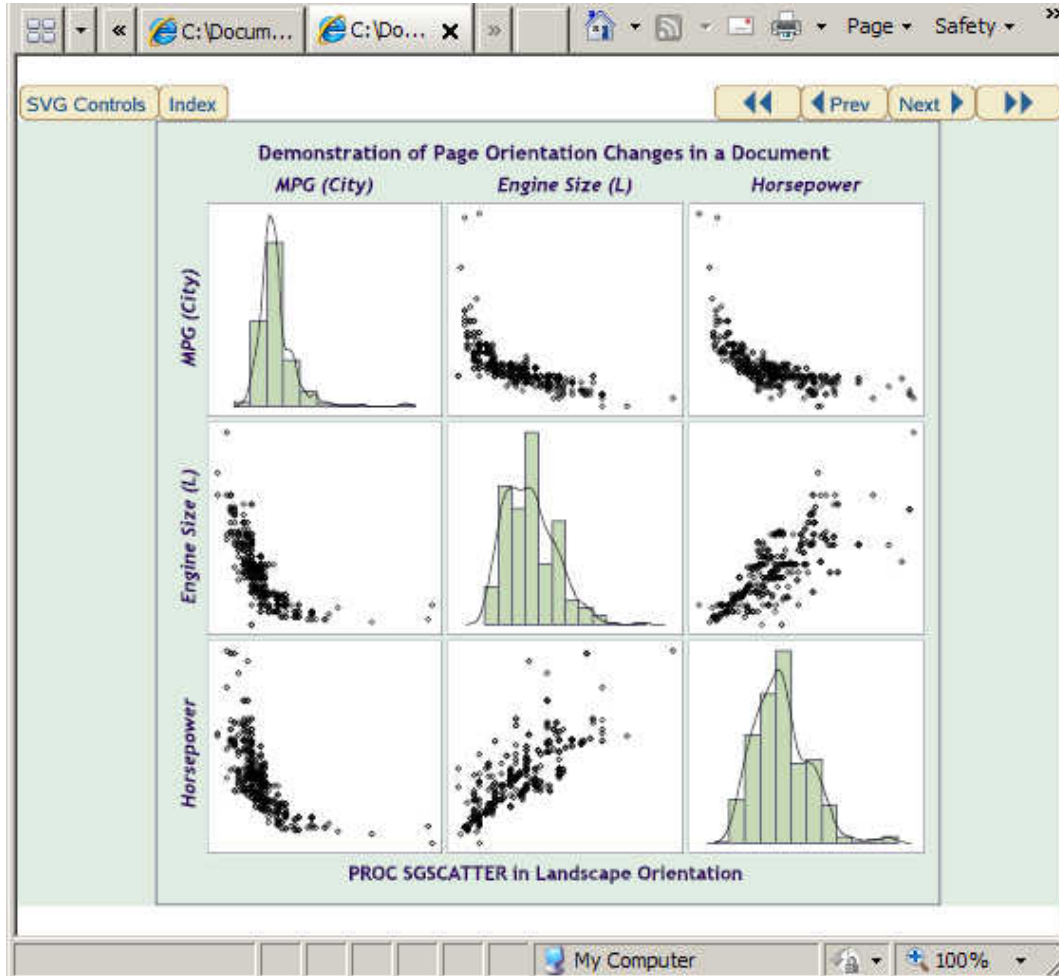 « C:\Docum... C:\Do... X » Page Safety »
SVG Controls Index Prev Next
Demonstration of Page Orientation Changes in a Document
MPG (City) Engine Size (L) Horsepower
MPG (City)
Engine Size (L)
Horsepower
PROC SGSCATTER in Landscape Orientation
My Computer 100%